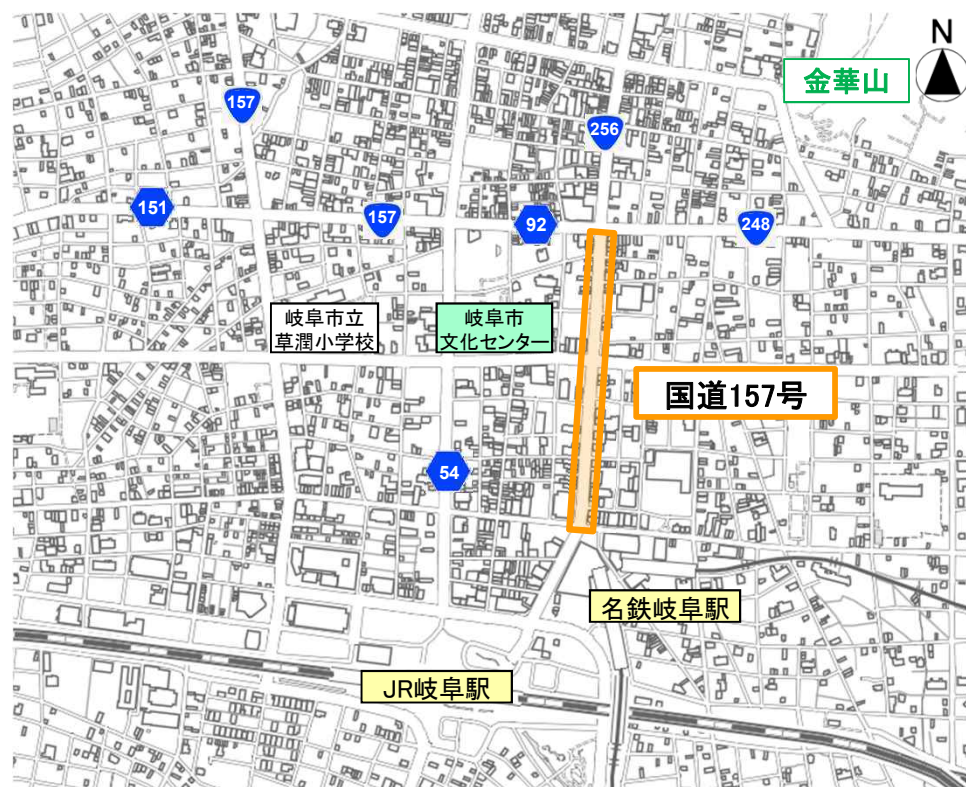 N
金華山
157
256
151
157
92
248
岐阜市立
草潤小学校
岐阜市
文化センター
国道157号
54
名鉄岐阜駅
JR岐阜駅